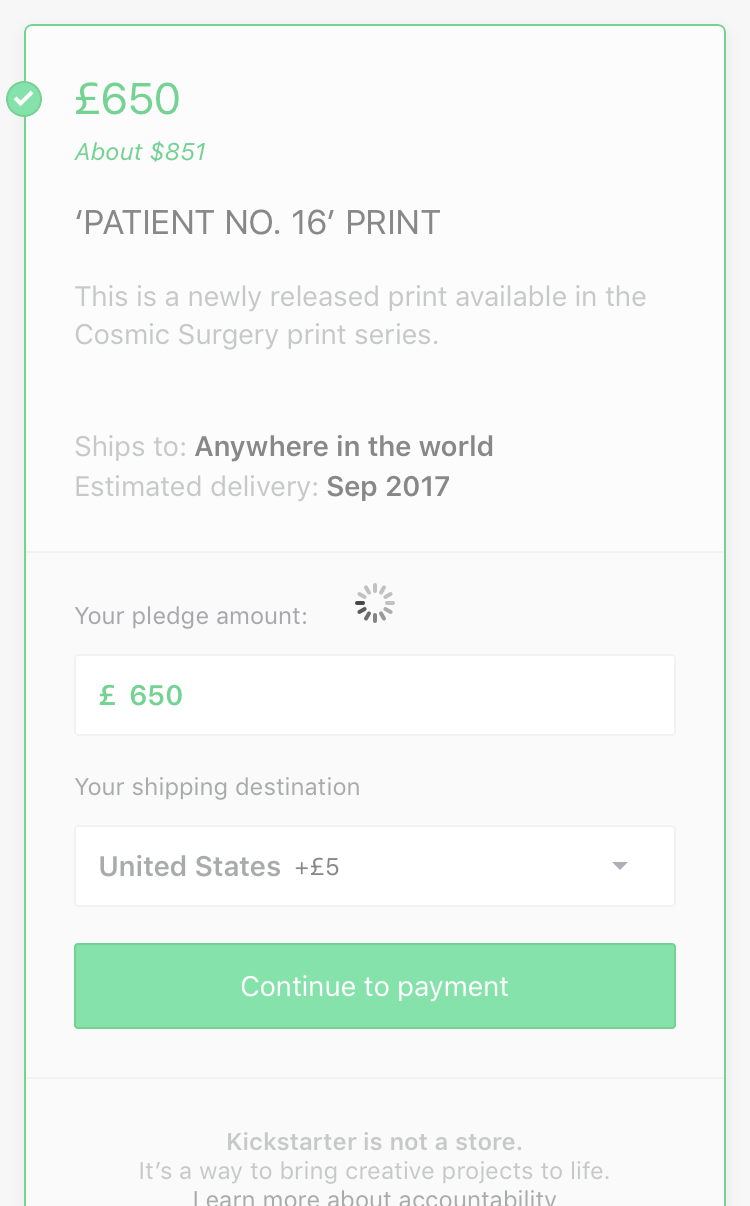 £650
About $851
‘PATIENT NO. 16’ PRINT
This is a newly released print available in the
Cosmic Surgery print series.
Ships to: Anywhere in the world
Estimated delivery: Sep 2017
Your pledge amount:
£ 650
Your shipping destination
United States +£5
Continue to payment
Kickstarter is not a store.
It’s a way to bring creative projects to life.
Learn more about accountability